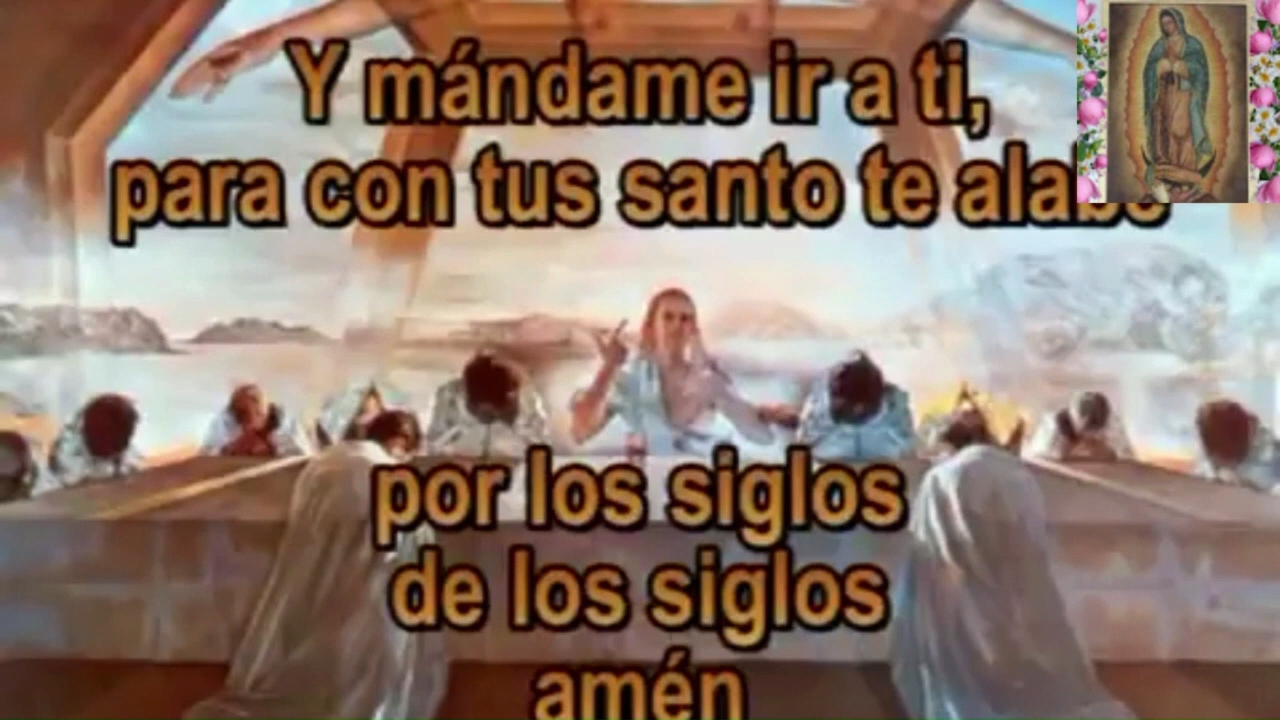 Y mándame ir a ti,
para con tus santo te alabe
por los siglos
de los siglos
amén